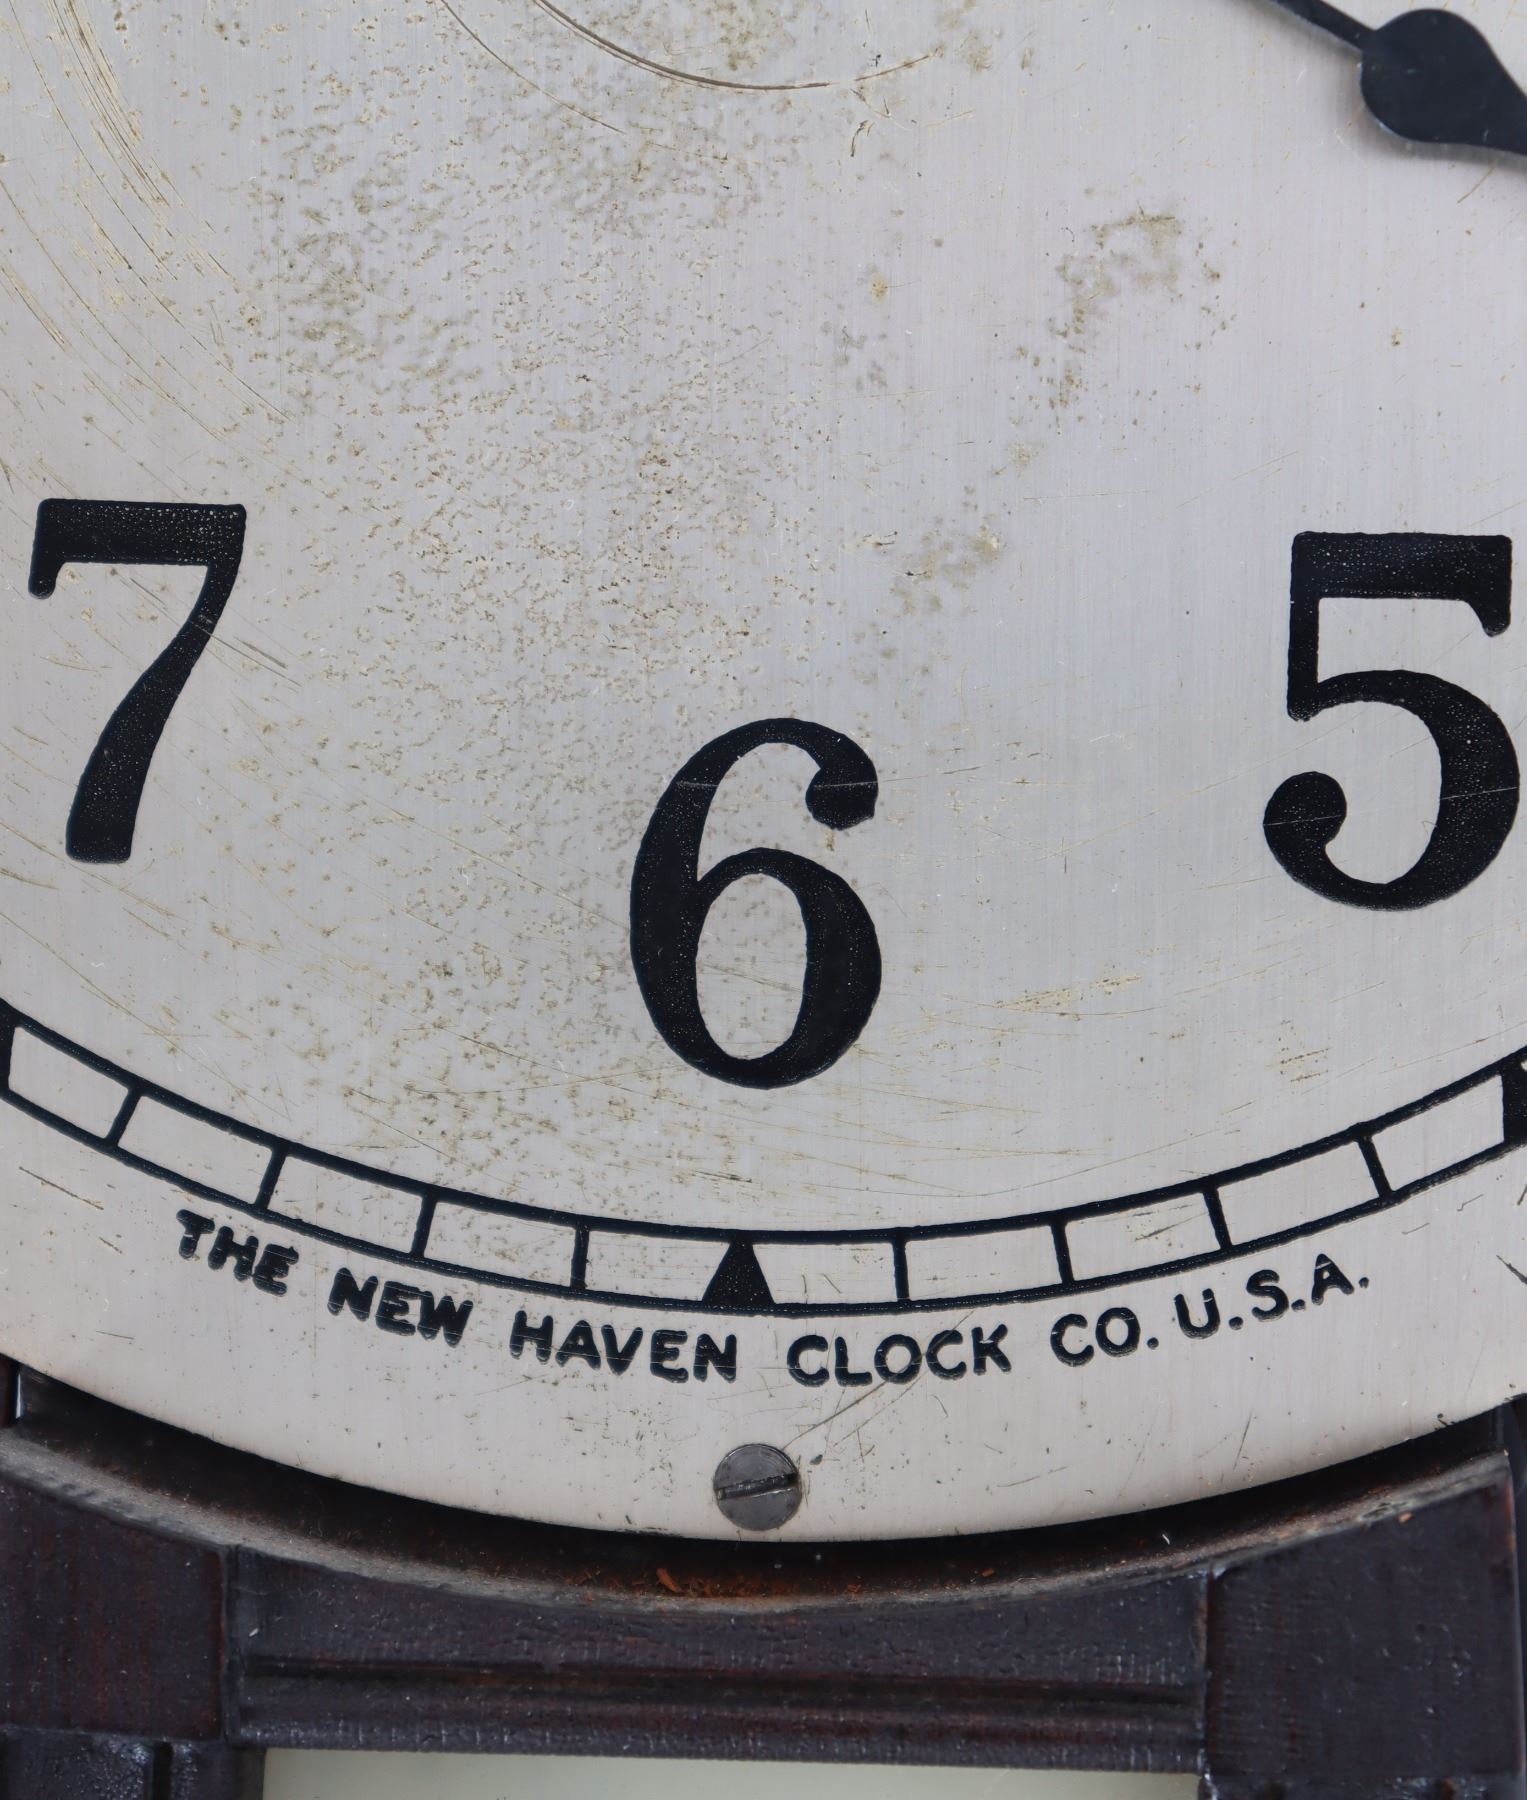 7 6 5
THE NEW HAVEN CLOCK CO. U.S.A.